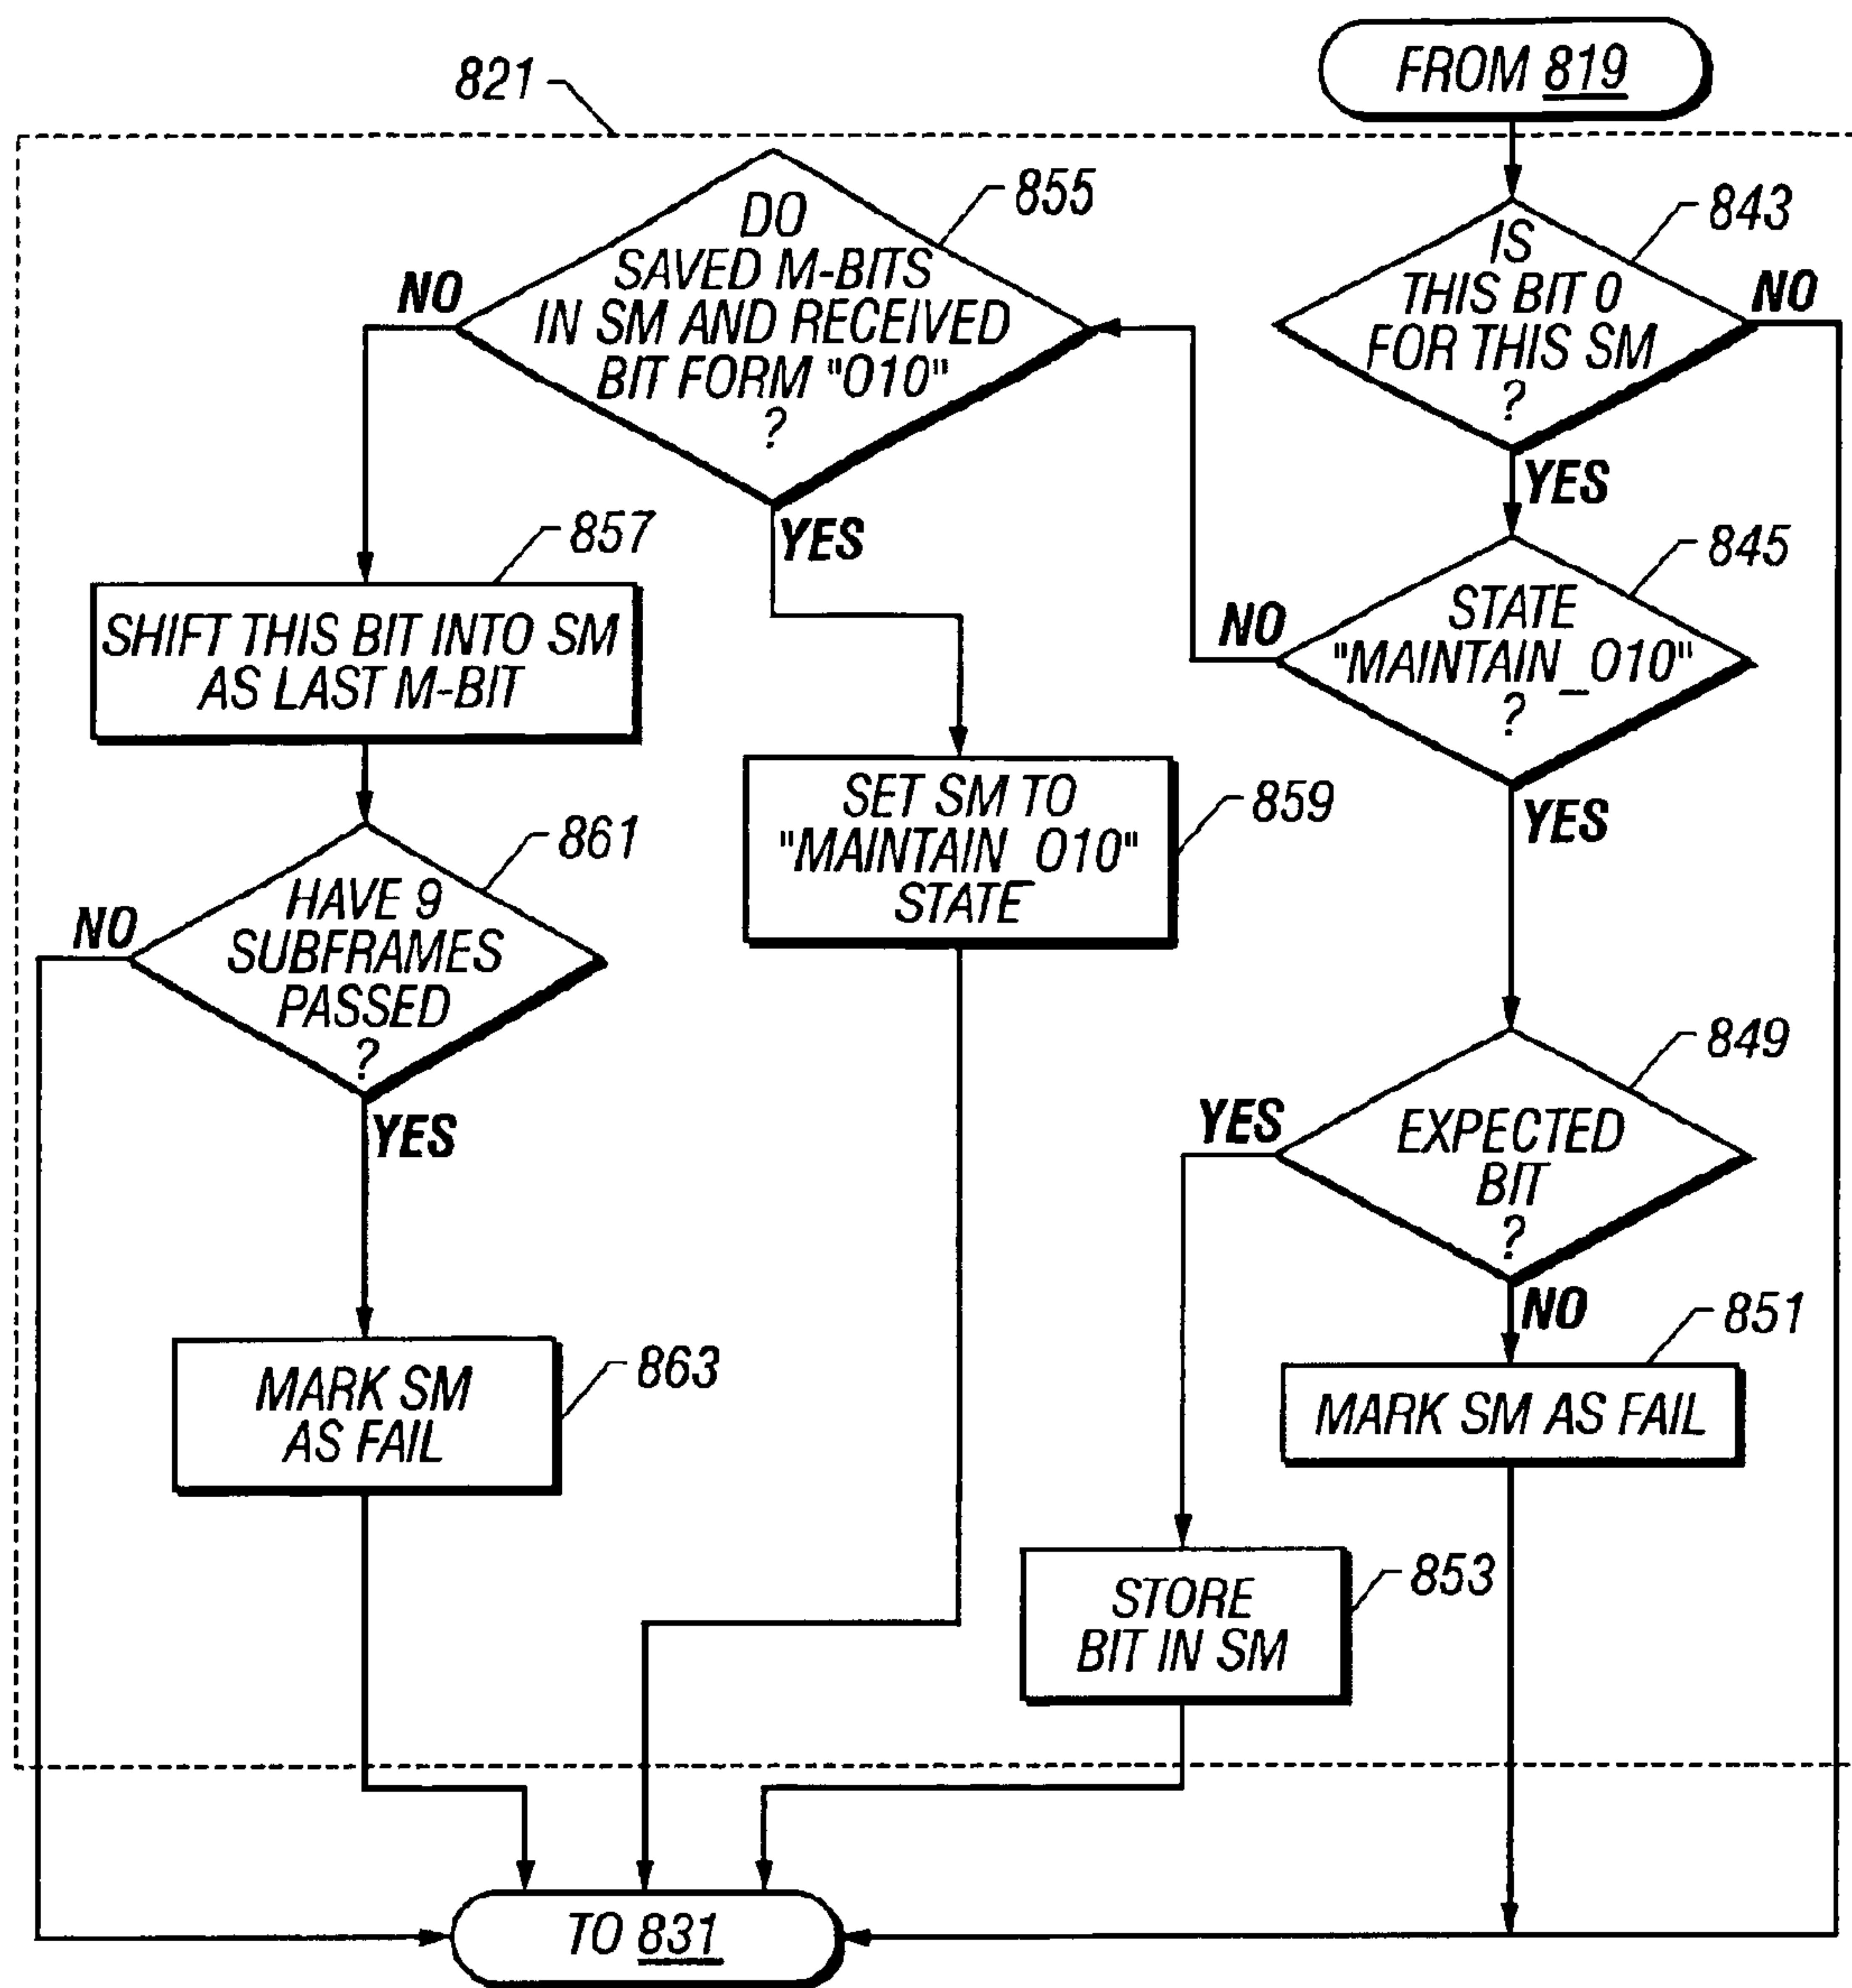 FROM 819
821
855
DO
SAVED M-BITS
IN SM AND RECEIVED
BIT FORM "010"
?
NO
YES
843
IS
THIS BIT 0
FOR THIS SM
?
NO
YES
857
SHIFT THIS BIT INTO SM
AS LAST M-BIT
845
STATE
"MAINTAIN_010"
?
NO
YES
859
SET SM TO
"MAINTAIN_010"
STATE
861
HAVE 9
SUBFRAMES
PASSED
?
NO
YES
849
EXPECTED
BIT
?
YES
NO
863
MARK SM
AS FAIL
851
MARK SM AS FAIL
853
STORE
BIT IN SM
TO 831